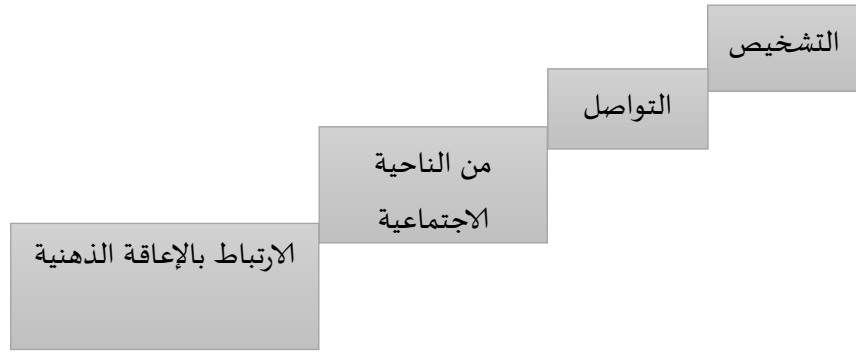 التشخيص
التواصل
من الناحية
الاجتماعية
الارتباط بالإعاقة الذهنية